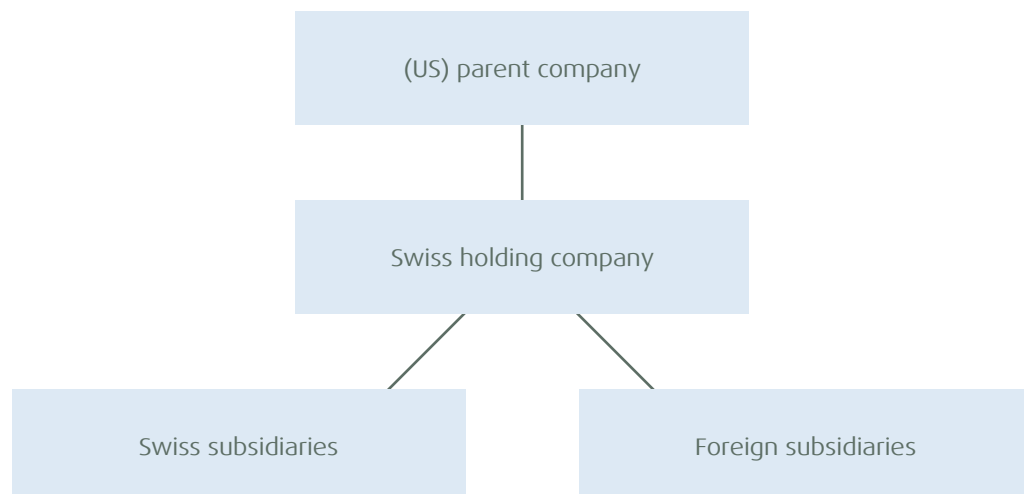 (US) parent company
Swiss holding company
Swiss subsidiaries
Foreign subsidiaries